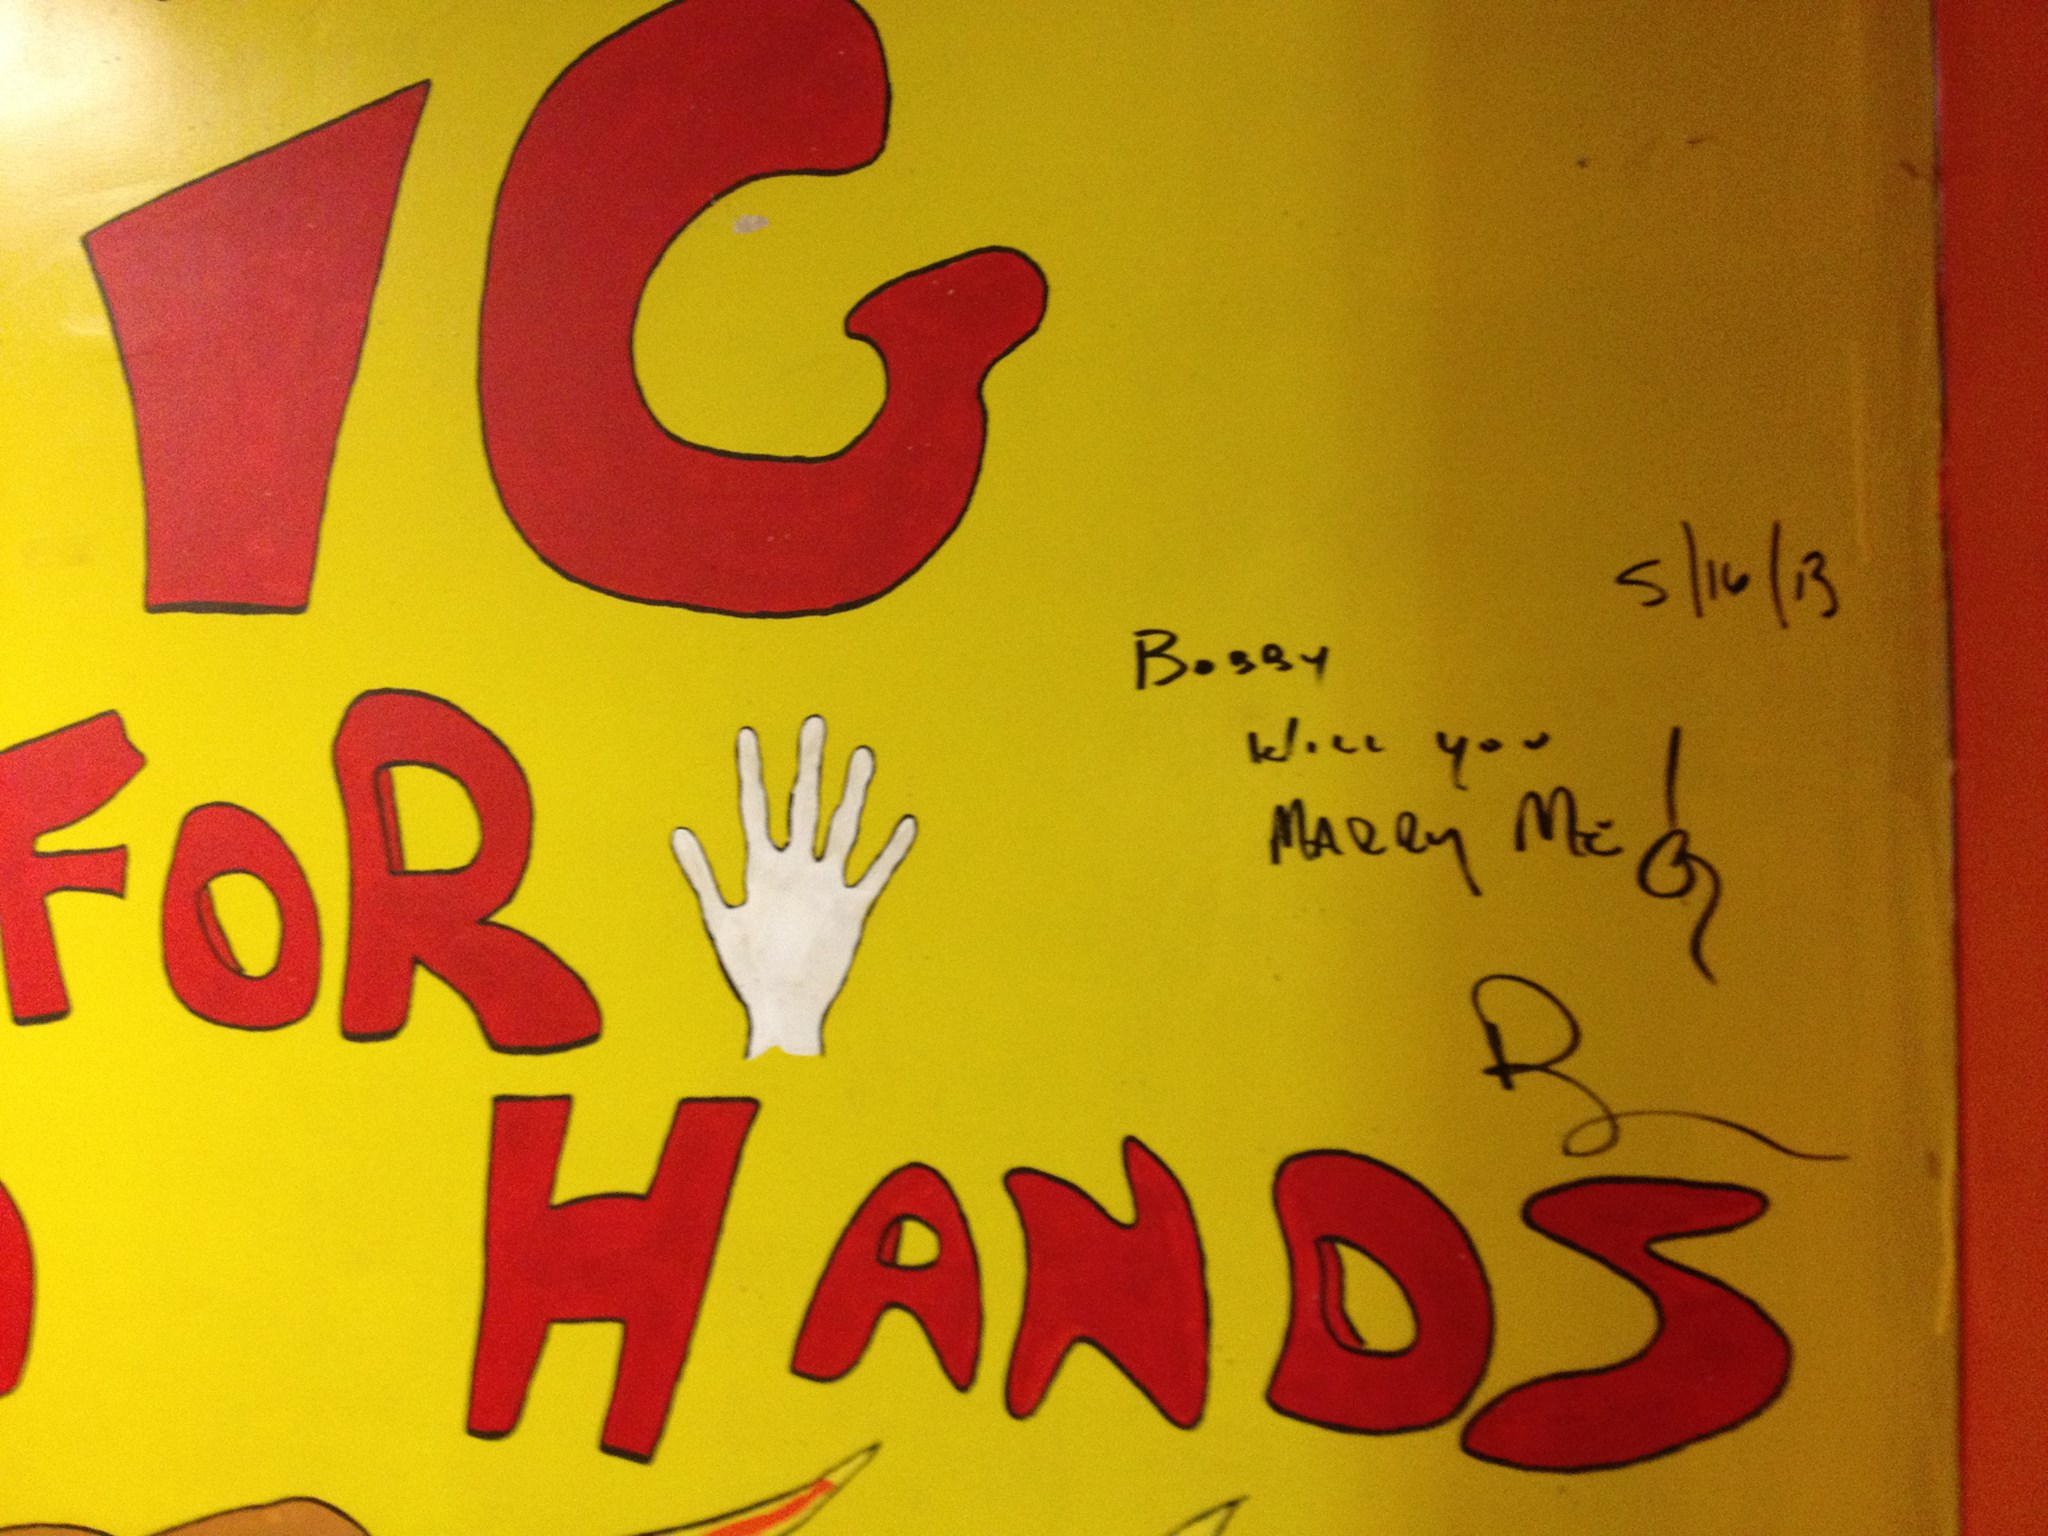 IG
5/16/13
Bobby
Will you
FOR
MARRY ME
HANDS